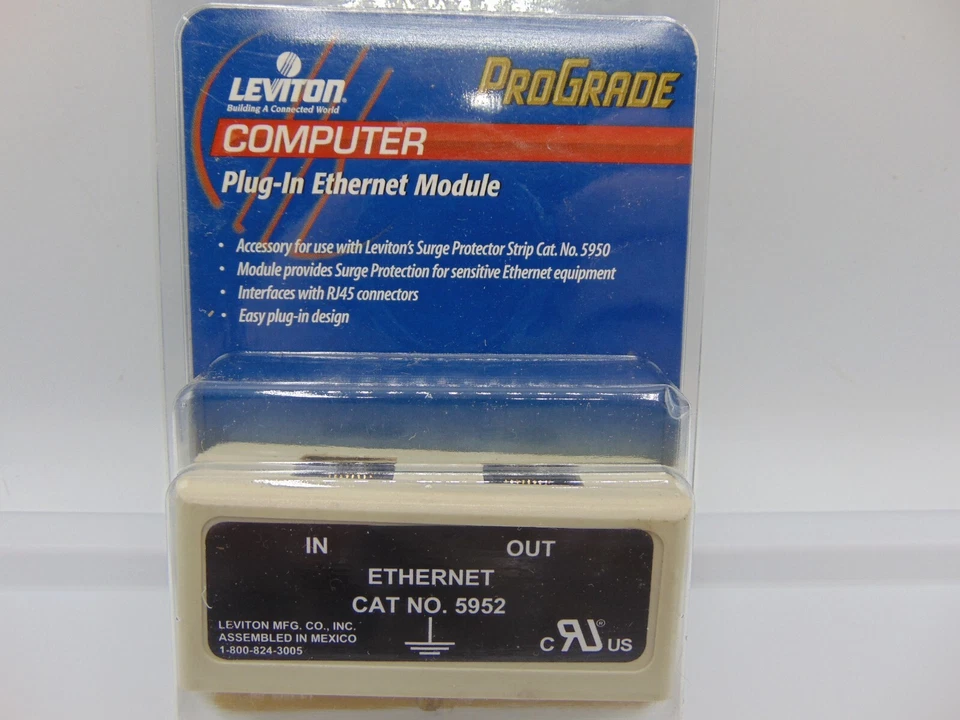 LEVITON®
Building A Connected World
PROGRADE
COMPUTER
Plug-In Ethernet Module
• Accessory for use with Leviton's Surge Protector Strip Cat. No. 5950
• Module provides Surge Protection for sensitive Ethernet equipment
• Interfaces with RJ45 connectors
• Easy plug-in design
IN OUT
ETHERNET
CAT NO. 5952
LEVITON MFG. CO., INC.
ASSEMBLED IN MEXICO
1-800-824-3005
C RU® US